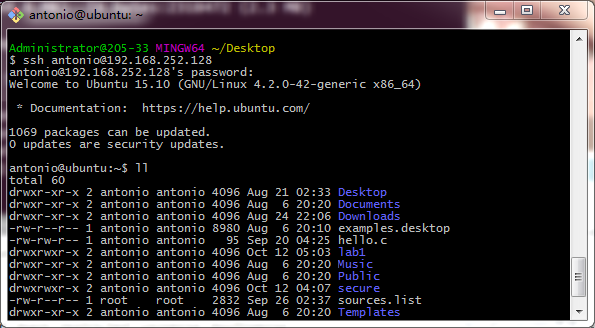 antonio@ubuntu: ~
Administrator@205-33 MINGW64 ~/Desktop
$ ssh antonio@192.168.252.128
antonio@192.168.252.128's password:
Welcome to Ubuntu 15.10 (GNU/Linux 4.2.0-42-generic x86_64)
* Documentation:  https://help.ubuntu.com/
1069 packages can be updated.
0 updates are security updates.
antonio@ubuntu:~$ ll
total 60
drwxr-xr-x 2 antonio antonio 4096 Aug 21 02:33 Desktop
drwxr-xr-x 2 antonio antonio 4096 Aug  6 20:20 Documents
drwxr-xr-x 2 antonio antonio 4096 Aug 24 22:06 Downloads
-rw-r--r-- 1 antonio antonio 8980 Aug  6 20:10 examples.desktop
-rw-rw-r-- 1 antonio antonio   95 Sep 20 04:25 hello.c
drwxrwxr-x 2 antonio antonio 4096 Oct 12 05:03 lab1
drwxr-xr-x 2 antonio antonio 4096 Aug  6 20:20 Music
drwxr-xr-x 2 antonio antonio 4096 Aug  6 20:20 Public
drwxrwxr-x 2 antonio antonio 4096 Oct 12 04:07 secure
-rw-r--r-- 1 root    root    2832 Sep 26 02:37 sources.list
drwxr-xr-x 2 antonio antonio 4096 Aug  6 20:20 Templates